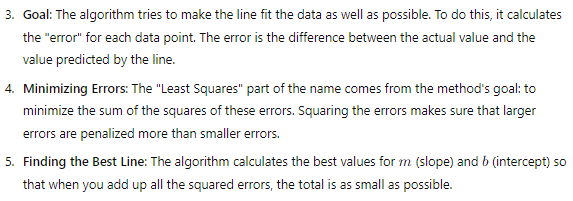 3. Goal: The algorithm tries to make the line fit the data as well as possible. To do this, it calculates
the "error" for each data point. The error is the difference between the actual value and the
value predicted by the line.
4. Minimizing Errors: The "Least Squares" part of the name comes from the method's goal: to
minimize the sum of the squares of these errors. Squaring the errors makes sure that larger
errors are penalized more than smaller errors.
5. Finding the Best Line: The algorithm calculates the best values for m (slope) and b (intercept) so
that when you add up all the squared errors, the total is as small as possible.